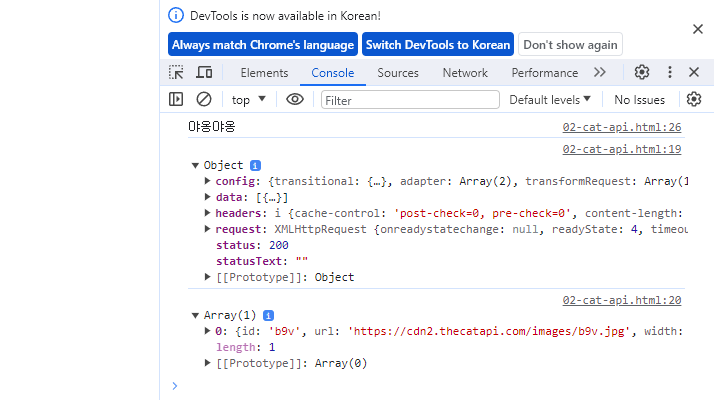 DevTools is now available in Korean!
Always match Chrome's language Switch DevTools to Korean Don't show again
Elements Console Sources Network Performance
top Filter Default levels No Issues
야옹야옹 02-cat-api.html:26
02-cat-api.html:19
Object
config: {transitional: {…}, adapter: Array(2), transformRequest: Array(1
data: [{…}]
headers: i {cache-control: 'post-check=0, pre-check=0', content-length:
request: XMLHttpRequest {onreadystatechange: null, readyState: 4, timeou
status: 200
statusText: ""
[[Prototype]]: Object
02-cat-api.html:20
Array(1)
0: {id: 'b9v', url: 'https://cdn2.thecatapi.com/images/b9v.jpg', width:
length: 1
[[Prototype]]: Array(0)